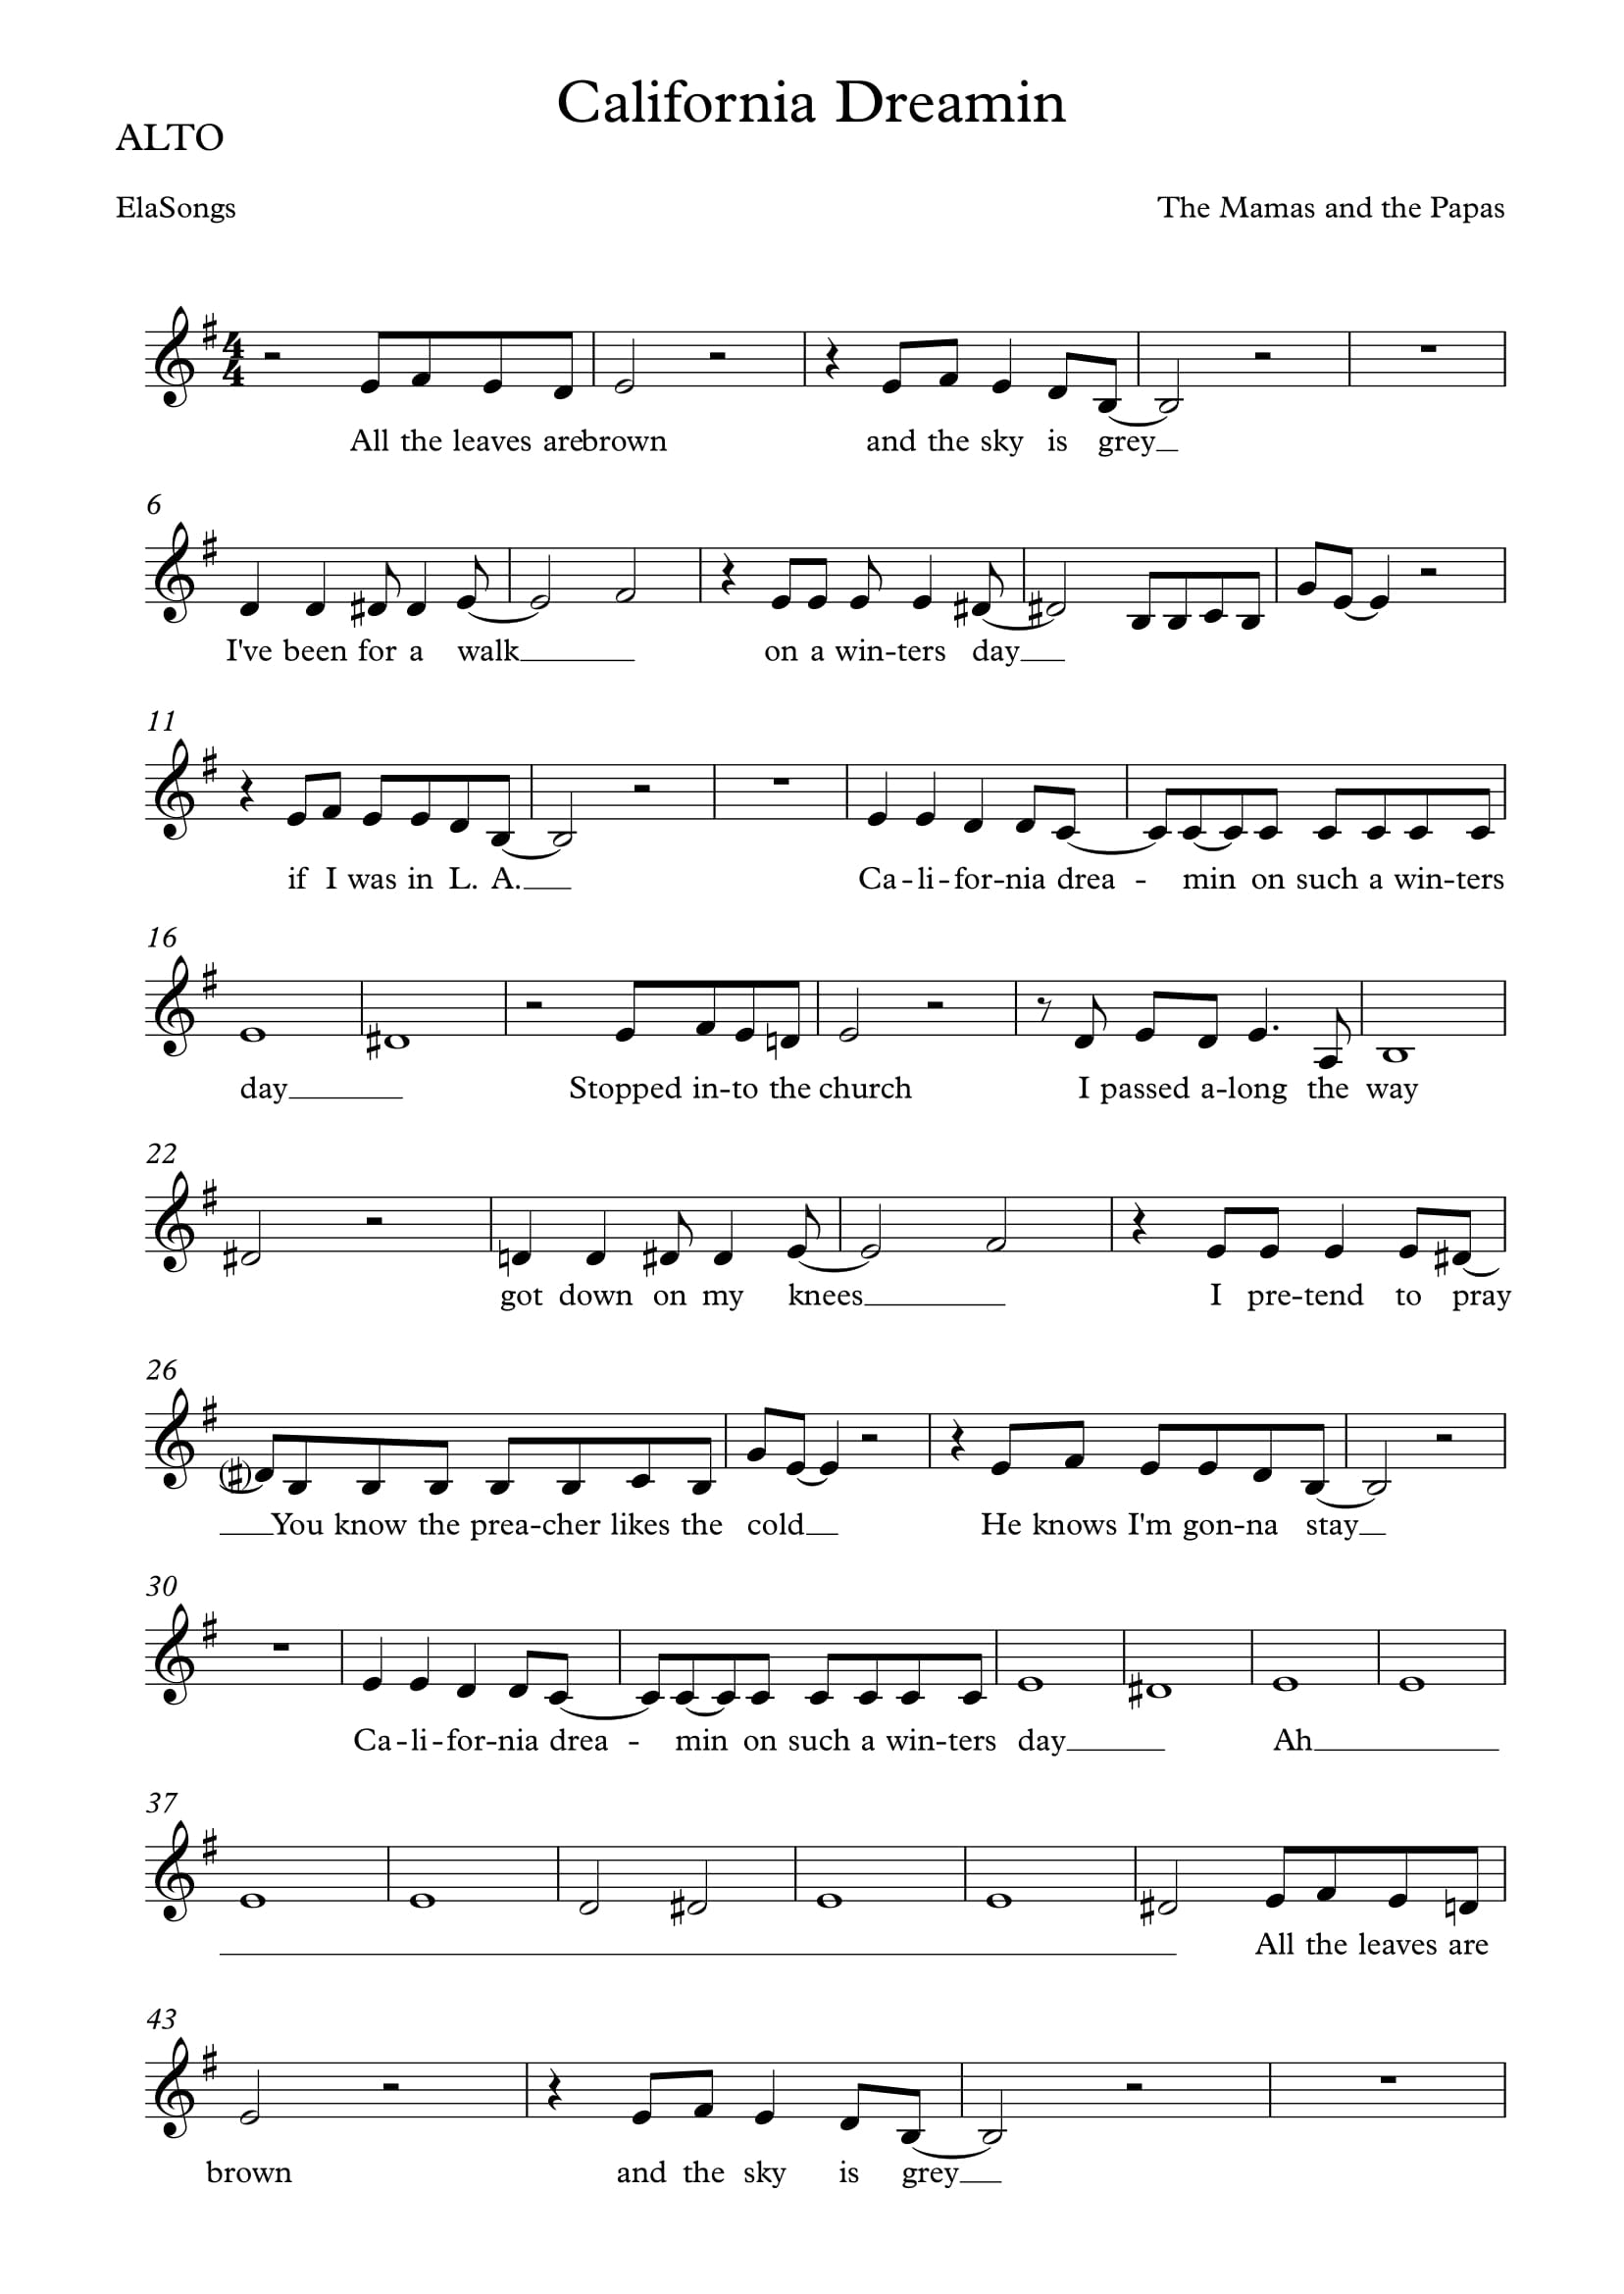 California Dreamin
ALTO
ElaSongs
The Mamas and the Papas
4
4
All the leaves are brown and the sky is grey
6
I've been for a walk on a win-ters day
11
if I was in L. A. Ca-li-for-nia drea-min on such a win-ters
16
day Stopped in-to the church I passed a-long the way
22
got down on my knees I pre-tend to pray
26
You know the prea-cher likes the cold He knows I'm gon-na stay
30
Ca-li-for-nia drea-min on such a win-ters day Ah
37
All the leaves are
43
brown and the sky is grey